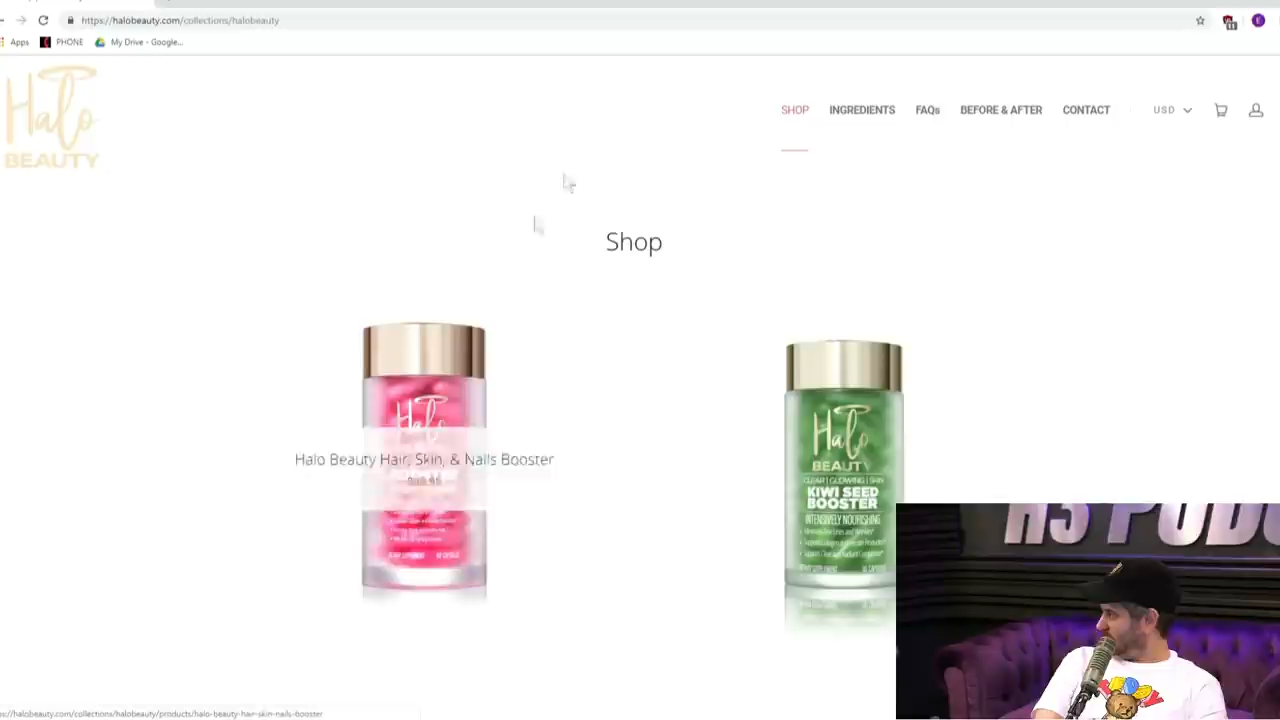 https://halobeauty.com/collections/halobeauty
Apps PHONE My Drive - Google...
Halo
BEAUTY
SHOP INGREDIENTS FAQs BEFORE & AFTER CONTACT USD
Shop
Halo
Halo Beauty Hair, Skin, & Nails Booster
Halo
BEAUTY
CLEAR | GLOWING | SKIN
KIWI SEED
BOOSTER
INTENSIVELY NOURISHING
H3 PODC
TEDDY
https://halobeauty.com/collections/halobeauty/products/halo-beauty-hair-skin-nails-booster